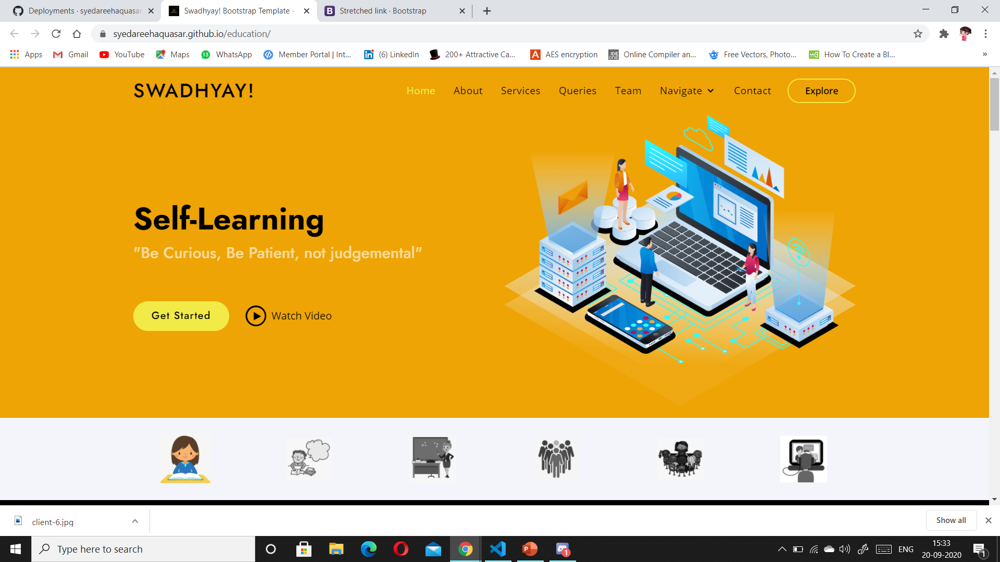 Deployments · syedareehaquasar
Swadhyay! Bootstrap Template -
Stretched link · Bootstrap
syedareehaquasar.github.io/education/
Apps
Gmail
YouTube
Maps
13
WhatsApp
Member Portal | Int...
(6) LinkedIn
200+ Attractive Ca...
AES encryption
Online Compiler an...
Free Vectors, Photo...
How To Create a Bl...
»
SWADHYAY!
Home
About
Services
Queries
Team
Navigate
Contact
Explore
Self-Learning
"Be Curious, Be Patient, not judgemental"
Get Started
Watch Video
client-6.jpg
Show all
Type here to search
1
ENG
15:33
20-09-2020
1